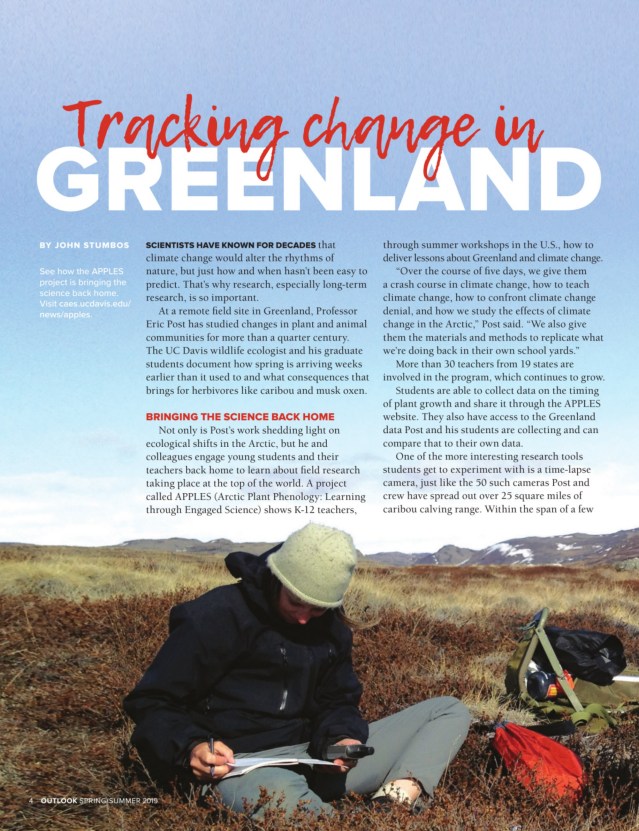 Tracking change in
GREENLAND
BY JOHN STUMBOS
See how the APPLES
project is bringing the
science back home.
Visit caes.ucdavis.edu/
news/apples.
SCIENTISTS HAVE KNOWN FOR DECADES that
climate change would alter the rhythms of
nature, but just how and when hasn't been easy to
predict. That's why research, especially long-term
research, is so important.
At a remote field site in Greenland, Professor
Eric Post has studied changes in plant and animal
communities for more than a quarter century.
The UC Davis wildlife ecologist and his graduate
students document how spring is arriving weeks
earlier than it used to and what consequences that
brings for herbivores like caribou and musk oxen.
BRINGING THE SCIENCE BACK HOME
Not only is Post's work shedding light on
ecological shifts in the Arctic, but he and
colleagues engage young students and their
teachers back home to learn about field research
taking place at the top of the world. A project
called APPLES (Arctic Plant Phenology: Learning
through Engaged Science) shows K-12 teachers,
through summer workshops in the U.S., how to
deliver lessons about Greenland and climate change.
"Over the course of five days, we give them
a crash course in climate change, how to teach
climate change, how to confront climate change
denial, and how we study the effects of climate
change in the Arctic," Post said. "We also give
them the materials and methods to replicate what
we're doing back in their own school yards."
More than 30 teachers from 19 states are
involved in the program, which continues to grow.
Students are able to collect data on the timing
of plant growth and share it through the APPLES
website. They also have access to the Greenland
data Post and his students are collecting and can
compare that to their own data.
One of the more interesting research tools
students get to experiment with is a time-lapse
camera, just like the 50 such cameras Post and
crew have spread out over 25 square miles of
caribou calving range. Within the span of a few
4 OUTLOOK SPRING/SUMMER 2019